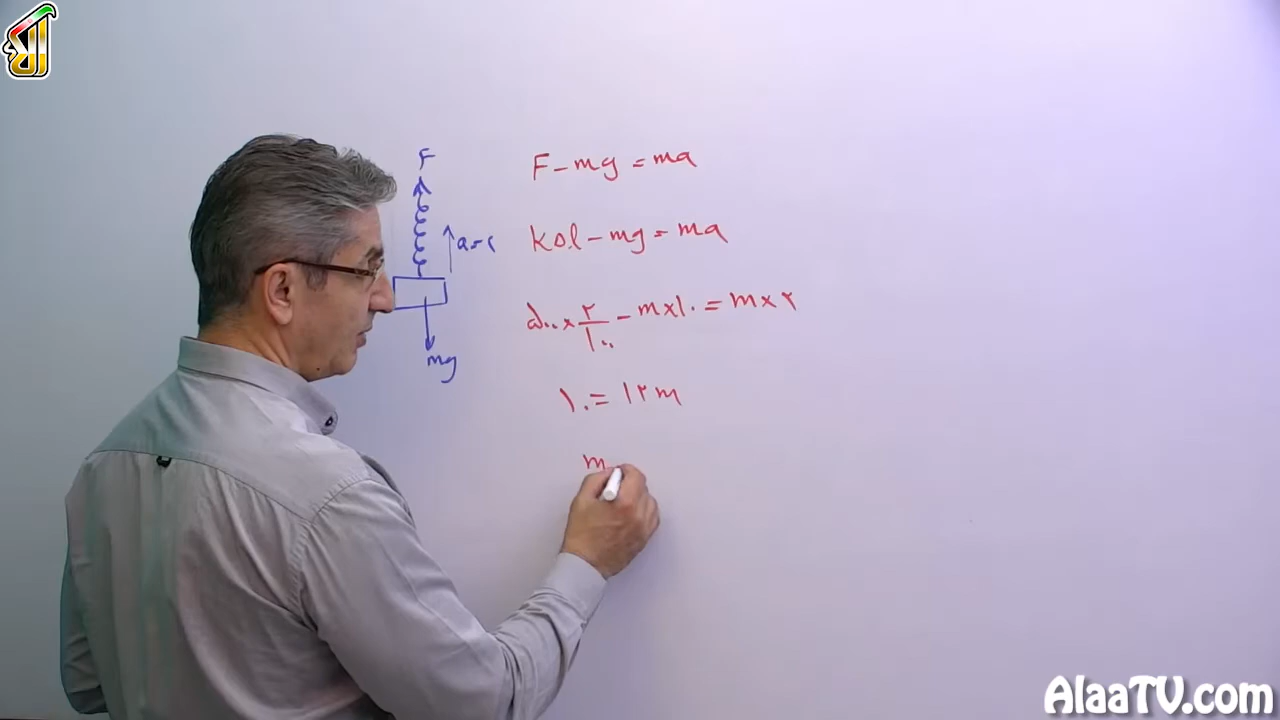 F
a = ۲
mg
F - mg = ma
kΔl - mg = ma
۵۰۰ × ۲/۱۰۰ - m×۱۰ = m×۲
۱۰ = ۱۲m
m
AlaaTV.com